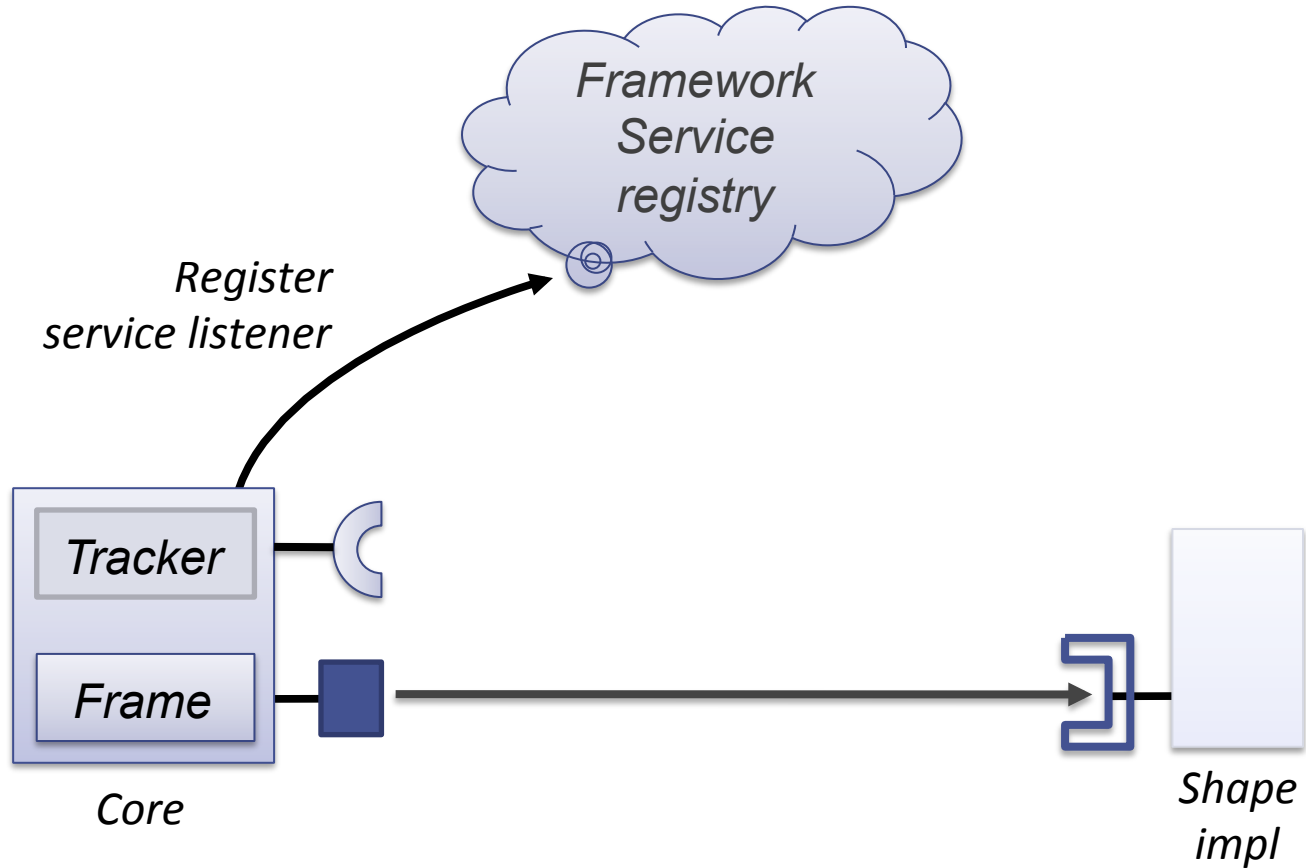 Framework
Service
registry
Register
service listener
Tracker
Frame
Core
Shape
impl